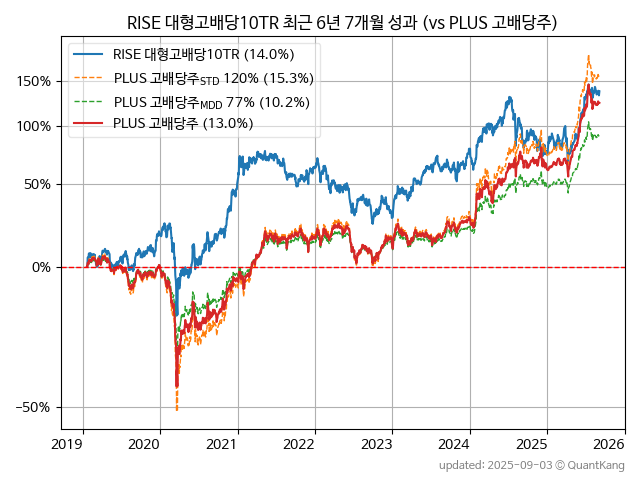 RISE 대형고배당10TR 최근 6년 7개월 성과 (vs PLUS 고배당주)
RISE 대형고배당10TR (14.0%)
PLUS 고배당주STD 120% (15.3%)
PLUS 고배당주MDD 77% (10.2%)
PLUS 고배당주 (13.0%)
150%
100%
50%
0%
−50%
2019 2020 2021 2022 2023 2024 2025 2026
updated: 2025-09-03 © QuantKang